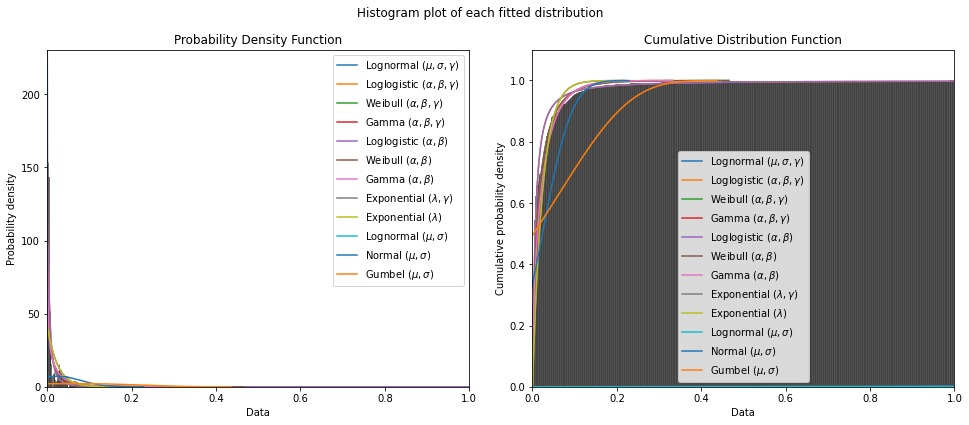 Histogram plot of each fitted distribution
Probability Density Function
Probability density
200
150
100
50
0
0.0 0.2 0.4 0.6 0.8 1.0
Data
Lognormal (μ, σ, γ)
Loglogistic (α, β, γ)
Weibull (α, β, γ)
Gamma (α, β, γ)
Loglogistic (α, β)
Weibull (α, β)
Gamma (α, β)
Exponential (λ, γ)
Exponential (λ)
Lognormal (μ, σ)
Normal (μ, σ)
Gumbel (μ, σ)
Cumulative Distribution Function
Cumulative probability density
1.0
0.8
0.6
0.4
0.2
0.0
0.0 0.2 0.4 0.6 0.8 1.0
Data
Lognormal (μ, σ, γ)
Loglogistic (α, β, γ)
Weibull (α, β, γ)
Gamma (α, β, γ)
Loglogistic (α, β)
Weibull (α, β)
Gamma (α, β)
Exponential (λ, γ)
Exponential (λ)
Lognormal (μ, σ)
Normal (μ, σ)
Gumbel (μ, σ)